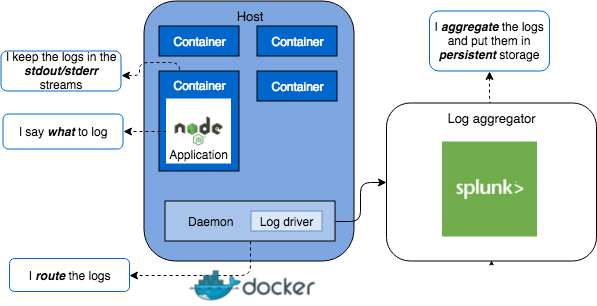 Host
Container
Container
I keep the logs in the
stdout/stderr
streams
Container
Container
I say what to log
node
JS
Application
Daemon
Log driver
I route the logs
docker
I aggregate the logs
and put them in
persistent storage
Log aggregator
splunk>